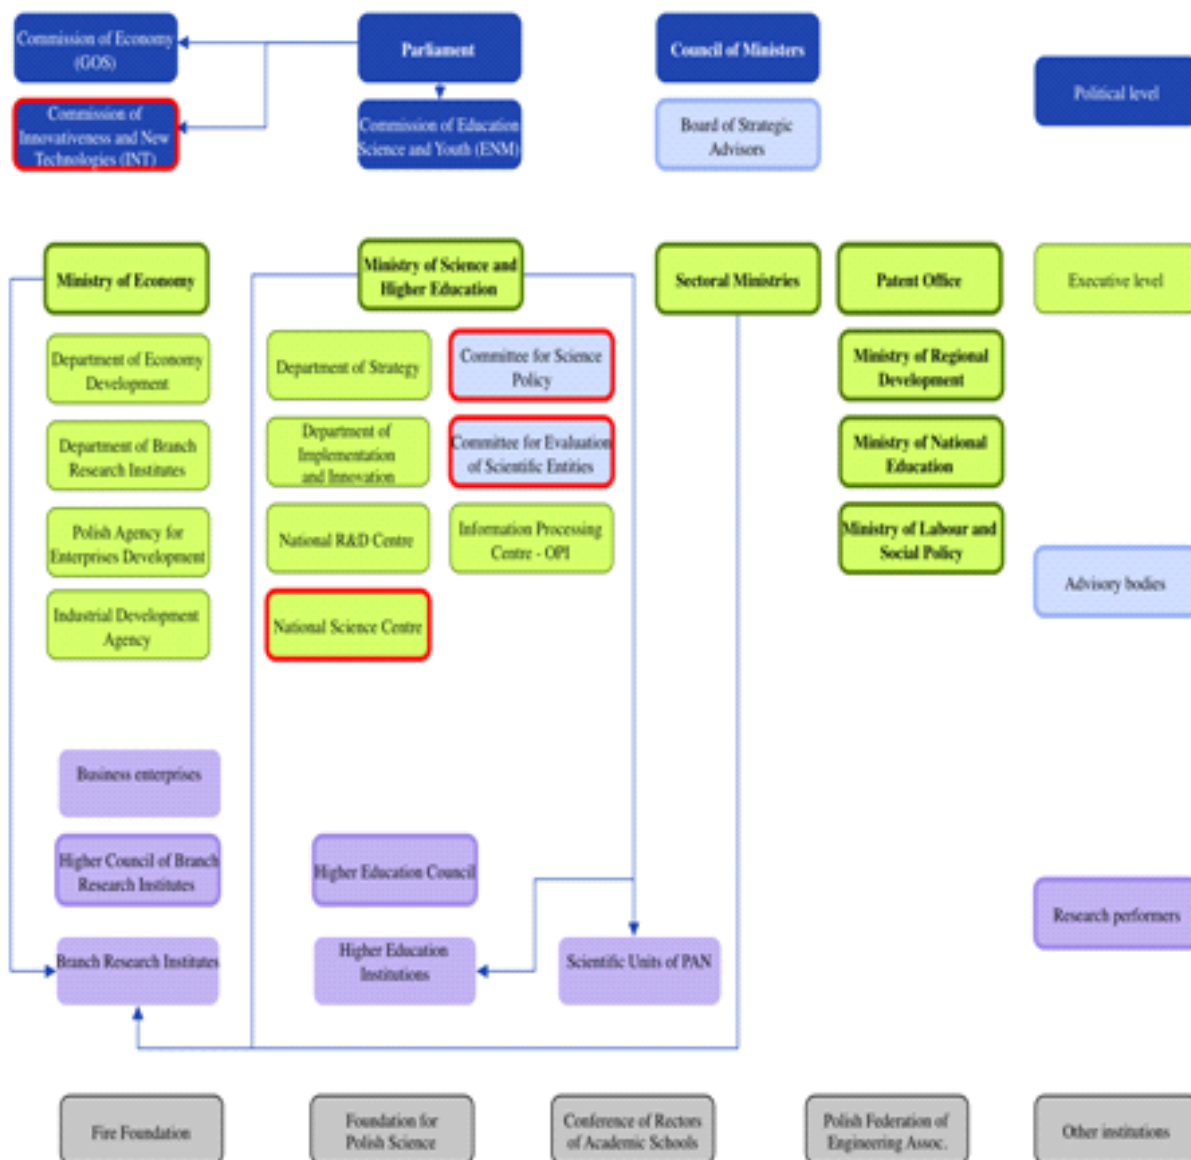 Commission of Economy
(GOS)
Parliament
Council of Ministers
Political level
Commission of
Innovativeness and New
Technologies (INT)
Commission of Education
Science and Youth (ENM)
Board of Strategic
Advisors
Ministry of Economy
Ministry of Science and
Higher Education
Sectoral Ministries
Patent Office
Executive level
Department of Economy
Development
Department of Strategy
Committee for Science
Policy
Ministry of Regional
Development
Department of Branch
Research Institutes
Department of
Implementation
and Innovation
Committee for Evaluation
of Scientific Entities
Ministry of National
Education
Polish Agency for
Enterprises Development
National R&D Centre
Information Processing
Centre - OPI
Ministry of Labour and
Social Policy
Advisory bodies
Industrial Development
Agency
National Science Centre
Business enterprises
Higher Council of Branch
Research Institutes
Higher Education Council
Research performers
Branch Research Institutes
Higher Education
Institutions
Scientific Units of PAN
Fire Foundation
Foundation for
Polish Science
Conference of Rectors
of Academic Schools
Polish Federation of
Engineering Assoc.
Other institutions